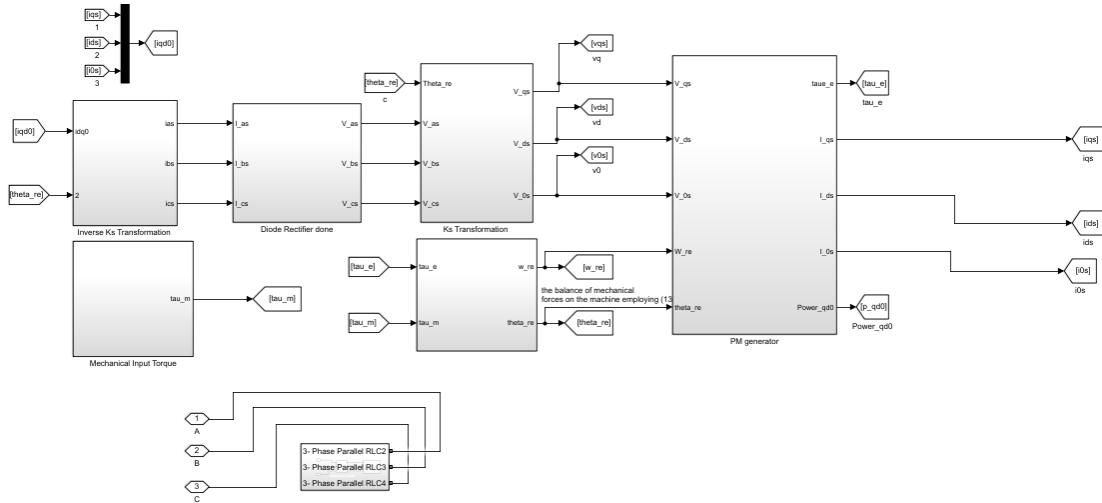 [iqs]
1
[ids]
2
[i0s]
3
[iqd0]
[iqd0]
[theta_re]
idq0
2
ias
ibs
ics
Inverse Ks Transformation
I_as
I_bs
I_cs
V_as
V_bs
V_cs
Diode Rectifier done
[theta_re]
c
Theta_re
V_as
V_bs
V_cs
V_qs
V_ds
V_0s
Ks Transformation
[vqs]
vq
[vds]
vd
[v0s]
v0
V_qs
V_ds
V_0s
W_re
theta_re
taue_e
I_qs
I_ds
I_0s
Power_qd0
PM generator
[tau_e]
tau_e
[iqs]
iqs
[ids]
ids
[i0s]
i0s
[p_qd0]
Power_qd0
tau_m
Mechanical Input Torque
[tau_m]
[tau_e]
[tau_m]
tau_e
tau_m
w_re
theta_re
[w_re]
the balance of mechanical
forces on the machine employing (13
[theta_re]
1
A
2
B
3
C
3- Phase Parallel RLC2
3- Phase Parallel RLC3
3- Phase Parallel RLC4